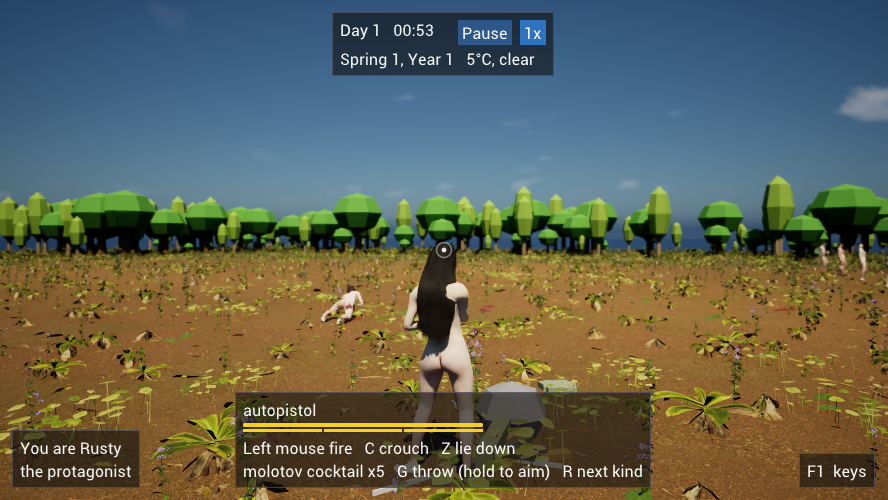 Day 1 00:53 Pause 1x
Spring 1, Year 1 5°C, clear
autopistol
Left mouse fire C crouch Z lie down
molotov cocktail x5 G throw (hold to aim) R next kind
You are Rusty
the protagonist
F1 keys